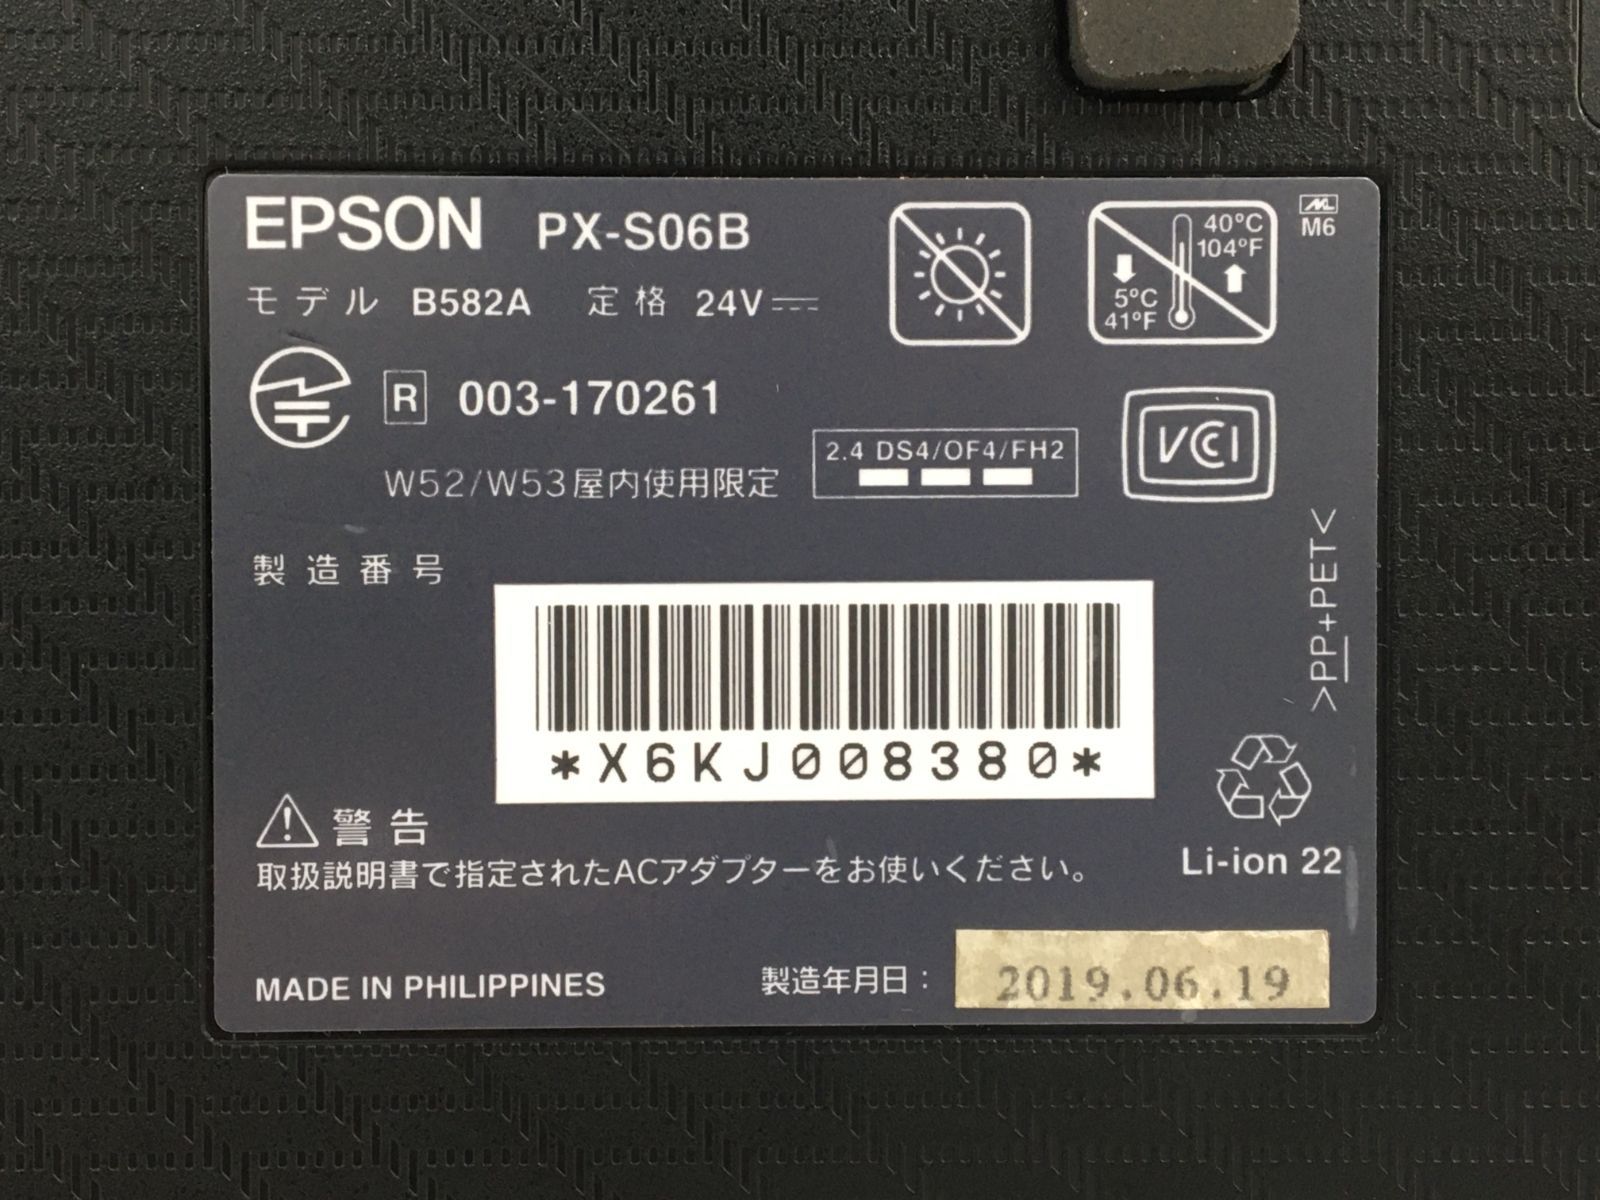 EPSON PX-S06B
モデル B582A 定格 24V
40°C
104°F
5°C
41°F
M6
R 003-170261
W52/W53屋内使用限定
2.4 DS4/OF4/FH2
VCCI
製造番号
>PP+PET<
*X6KJ008380*
警告
取扱説明書で指定されたACアダプターをお使いください。
Li-ion 22
MADE IN PHILIPPINES
製造年月日：2019.06.19